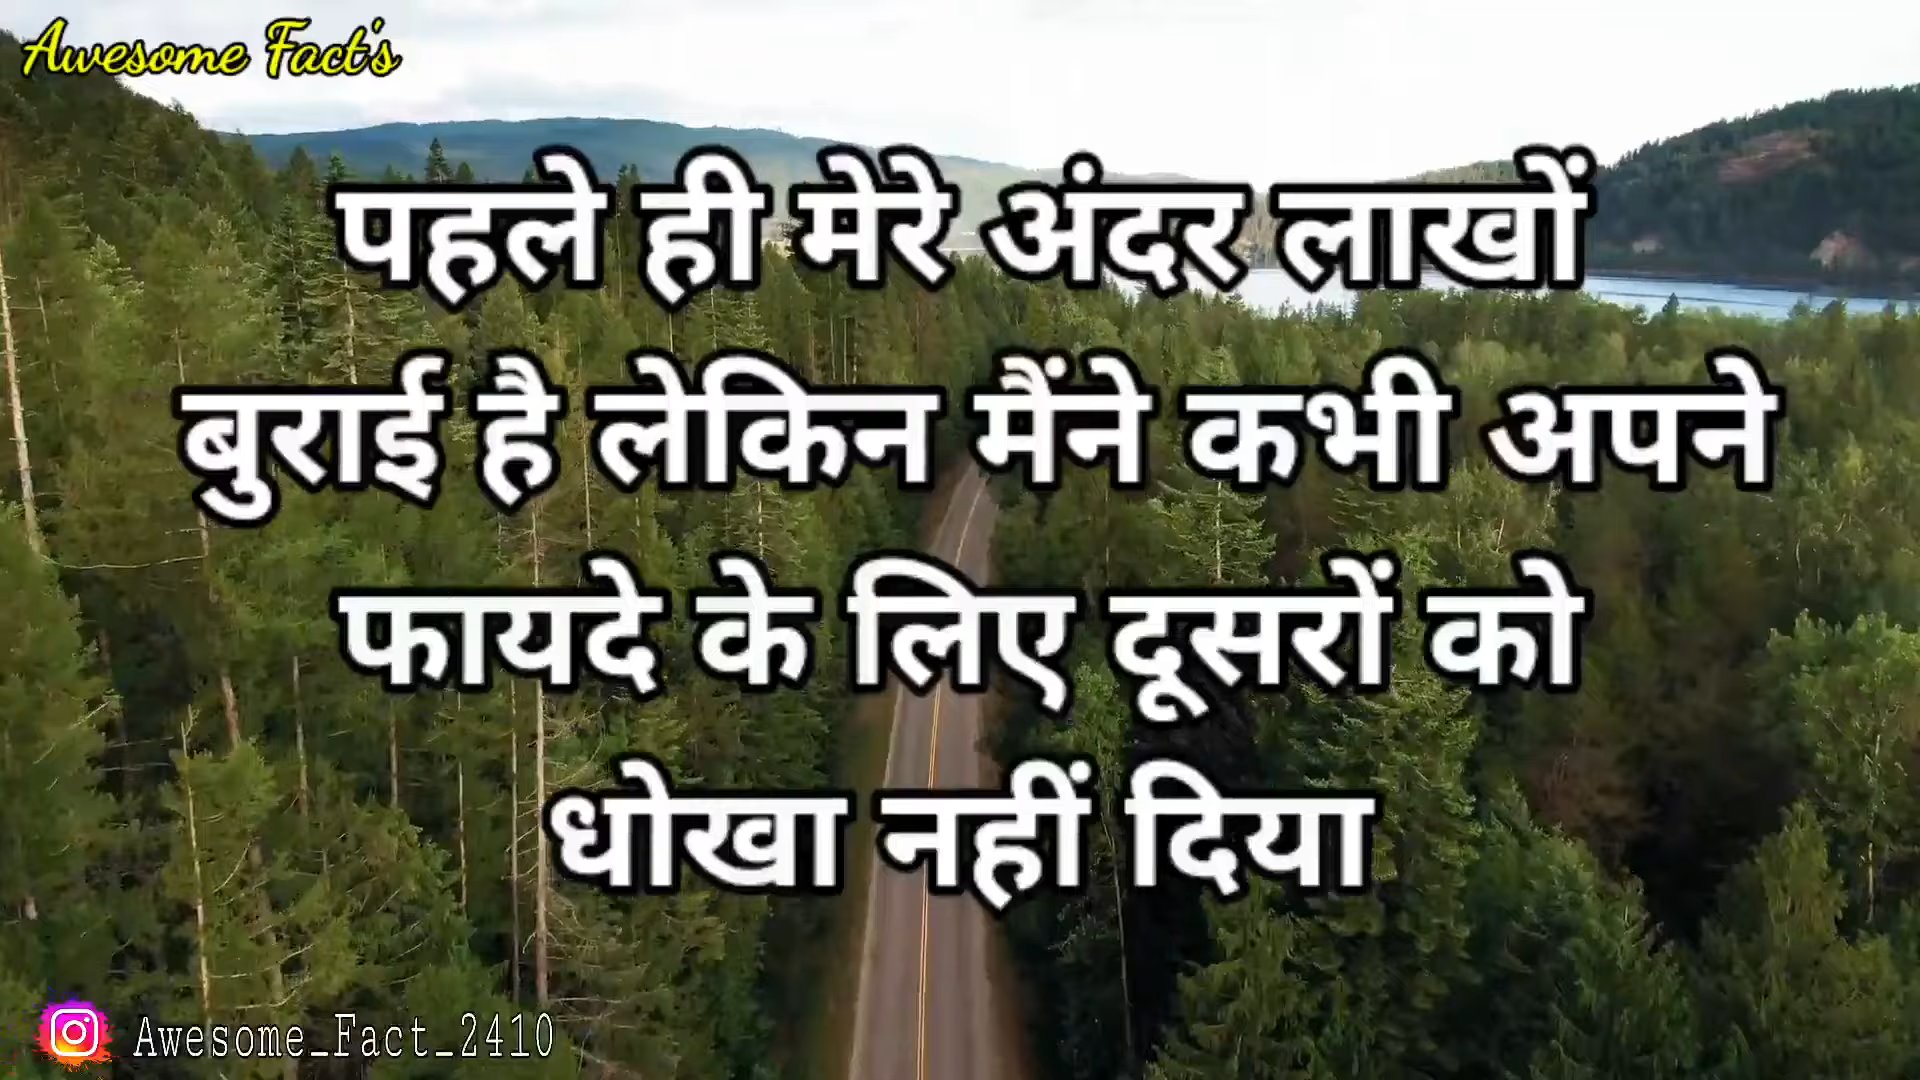 Awesome Fact's
पहले ही मेरे अंदर लाखों
बुराई है लेकिन मैंने कभी अपने
फायदे के लिए दूसरों को
धोखा नहीं दिया
Awesome_Fact_2410